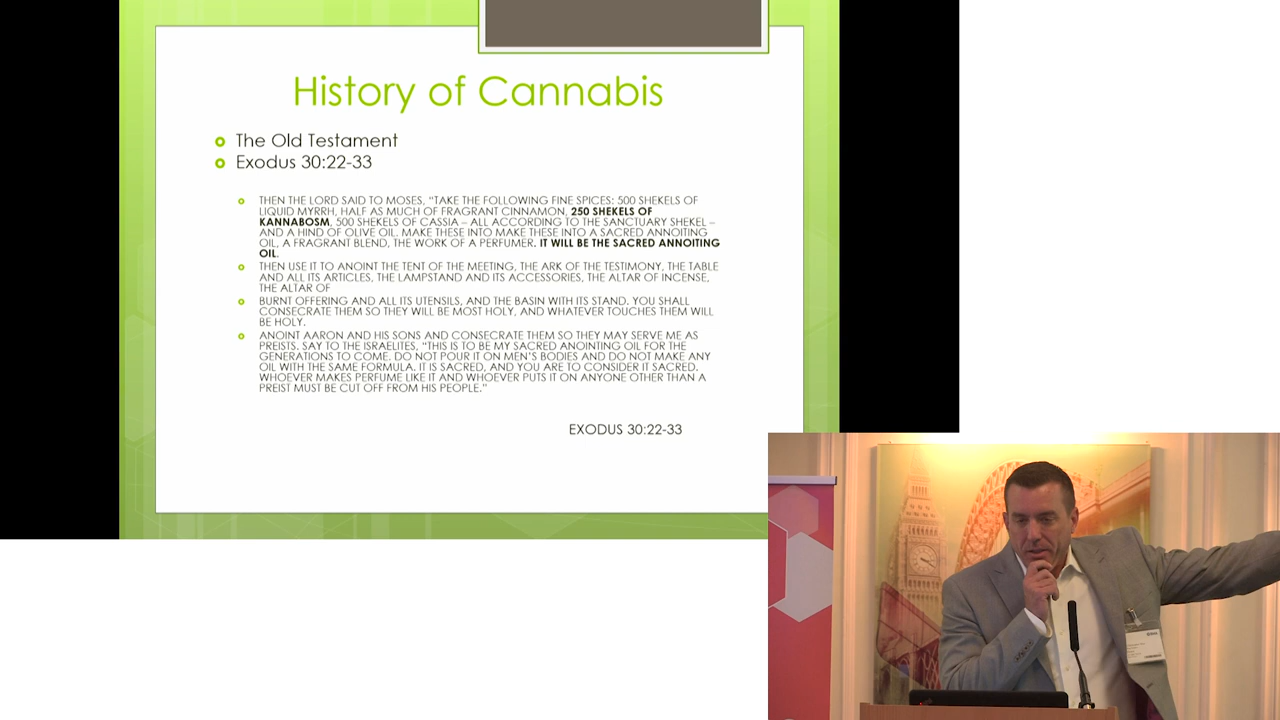 History of Cannabis
The Old Testament
Exodus 30:22-33
THEN THE LORD SAID TO MOSES, “TAKE THE FOLLOWING FINE SPICES: 500 SHEKELS OF
LIQUID MYRRH, HALF AS MUCH OF FRAGRANT CINNAMON, 250 SHEKELS OF
KANNABOSM, 500 SHEKELS OF CASSIA – ALL ACCORDING TO THE SANCTUARY SHEKEL –
AND A HIND OF OLIVE OIL. MAKE THESE INTO MAKE THESE INTO A SACRED ANNOITING
OIL, A FRAGRANT BLEND, THE WORK OF A PERFUMER. IT WILL BE THE SACRED ANNOITING
OIL.
THEN USE IT TO ANOINT THE TENT OF THE MEETING, THE ARK OF THE TESTIMONY, THE TABLE
AND ALL ITS ARTICLES, THE LAMPSTAND AND ITS ACCESSORIES, THE ALTAR OF INCENSE,
THE ALTAR OF
BURNT OFFERING AND ALL ITS UTENSILS, AND THE BASIN WITH ITS STAND. YOU SHALL
CONSECRATE THEM SO THEY WILL BE MOST HOLY, AND WHATEVER TOUCHES THEM WILL
BE HOLY.
ANOINT AARON AND HIS SONS AND CONSECRATE THEM SO THEY MAY SERVE ME AS
PREISTS. SAY TO THE ISRAELITES, “THIS IS TO BE MY SACRED ANOINTING OIL FOR THE
GENERATIONS TO COME. DO NOT POUR IT ON MEN’S BODIES AND DO NOT MAKE ANY
OIL WITH THE SAME FORMULA. IT IS SACRED, AND YOU ARE TO CONSIDER IT SACRED.
WHOEVER MAKES PERFUME LIKE IT AND WHOEVER PUTS IT ON ANYONE OTHER THAN A
PREIST MUST BE CUT OFF FROM HIS PEOPLE.”
EXODUS 30:22-33